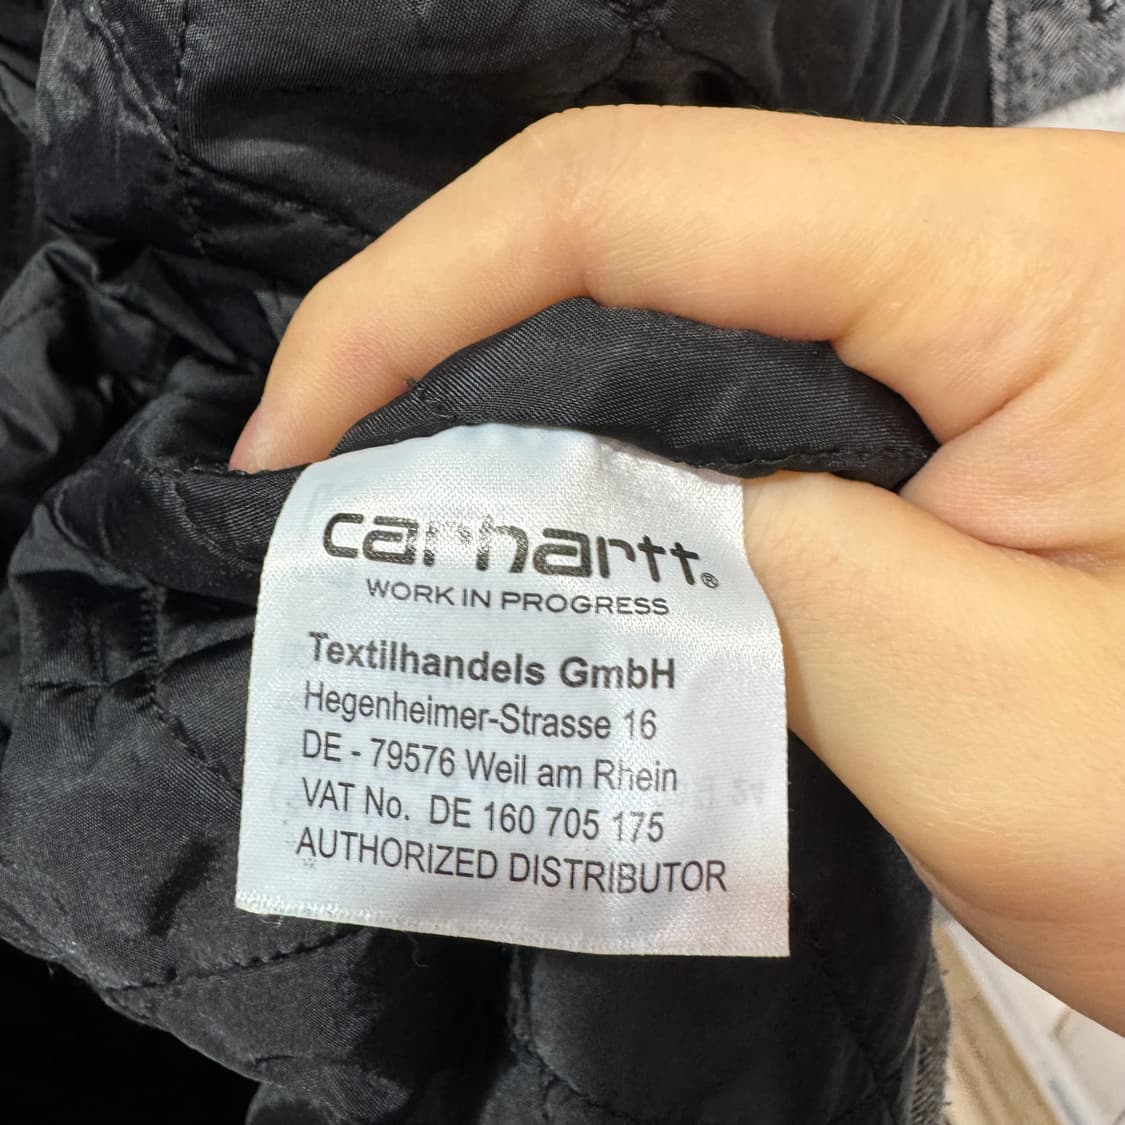 carhartt®
WORK IN PROGRESS
Textilhandels GmbH
Hegenheimer-Strasse 16
DE - 79576 Weil am Rhein
VAT No. DE 160 705 175
AUTHORIZED DISTRIBUTOR